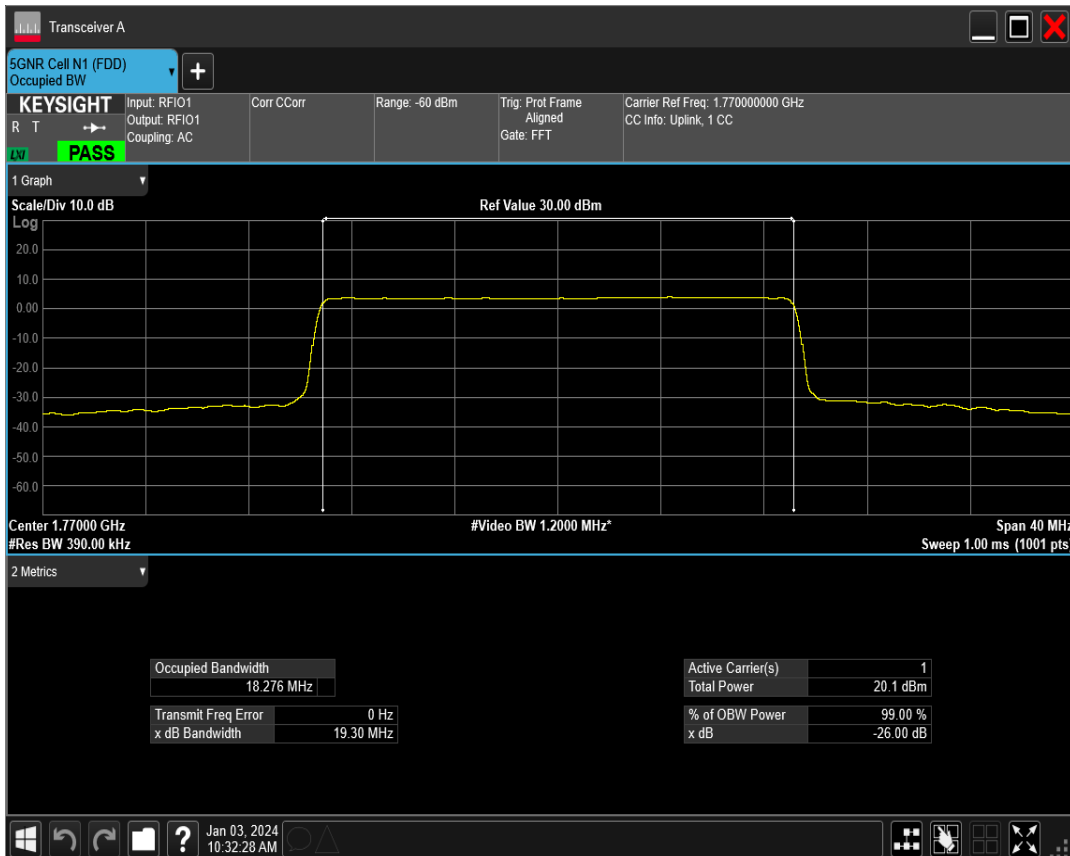 Transceiver A
5GNR Cell N1 (FDD)
Occupied BW
+
KEYSIGHT
R T
LXI
PASS
Input: RFIO1
Output: RFIO1
Coupling: AC
Corr CCorr
Range: -60 dBm
Trig: Prot Frame
Aligned
Gate: FFT
Carrier Ref Freq: 1.770000000 GHz
CC Info: Uplink, 1 CC
1 Graph
Scale/Div 10.0 dB
Ref Value 30.00 dBm
Log
20.0
10.0
0.00
-10.0
-20.0
-30.0
-40.0
-50.0
-60.0
Center 1.77000 GHz
#Video BW 1.2000 MHz*
Span 40 MHz
#Res BW 390.00 kHz
Sweep 1.00 ms (1001 pts)
2 Metrics
Occupied Bandwidth
18.276 MHz
Transmit Freq Error 0 Hz
x dB Bandwidth 19.30 MHz
Active Carrier(s) 1
Total Power 20.1 dBm
% of OBW Power 99.00 %
x dB -26.00 dB
?
Jan 03, 2024
10:32:28 AM